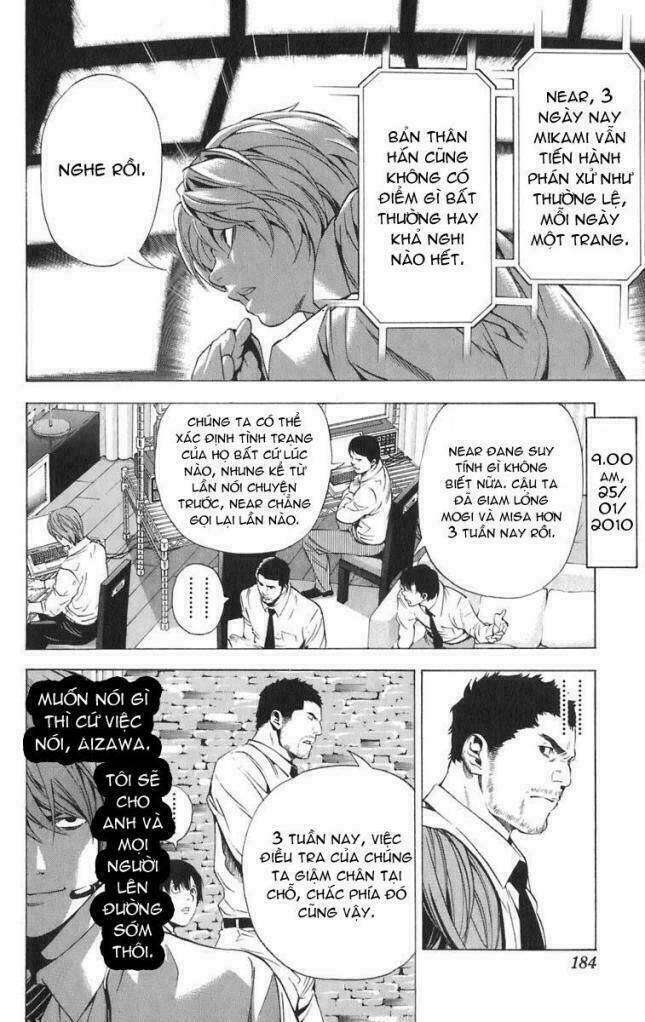 NEAR, 3
NGÀY NAY
MIKAMI VẪN
TIẾN HÀNH
PHÁN XỬ NHƯ
THƯỜNG LỆ,
MỖI NGÀY
MỘT TRANG.
BẢN THÂN
HẮN CŨNG
KHÔNG CÓ
ĐIỂM GÌ BẤT
THƯỜNG HAY
KHẢ NGHI
NÀO HẾT.
NGHE RỒI.
9.00
AM,
25/
01/
2010
NEAR ĐANG SUY
TÍNH GÌ KHÔNG
BIẾT NỮA. CẬU TA
ĐÃ GIAM LỎNG
MOGI VÀ MISA HƠN
3 TUẦN NAY RỒI.
CHÚNG TA CÓ THỂ
XÁC ĐỊNH TÌNH TRẠNG
CỦA HỌ BẤT CỨ LÚC
NÀO, NHƯNG KỂ TỪ
LẦN NÓI CHUYỆN
TRƯỚC, NEAR CHẲNG
GỌI LẠI LẦN NÀO.
........
........
3 TUẦN NAY, VIỆC
ĐIỀU TRA CỦA CHÚNG
TA GIẬM CHÂN TẠI
CHỖ, CHẮC PHÍA ĐÓ
CŨNG VẬY.
......
MUỐN NÓI GÌ
THÌ CỨ VIỆC
NÓI, AIZAWA.
TÔI SẼ
CHO
ANH VÀ
MỌI
NGƯỜI
LÊN
ĐƯỜNG
SỚM
THÔI.
184